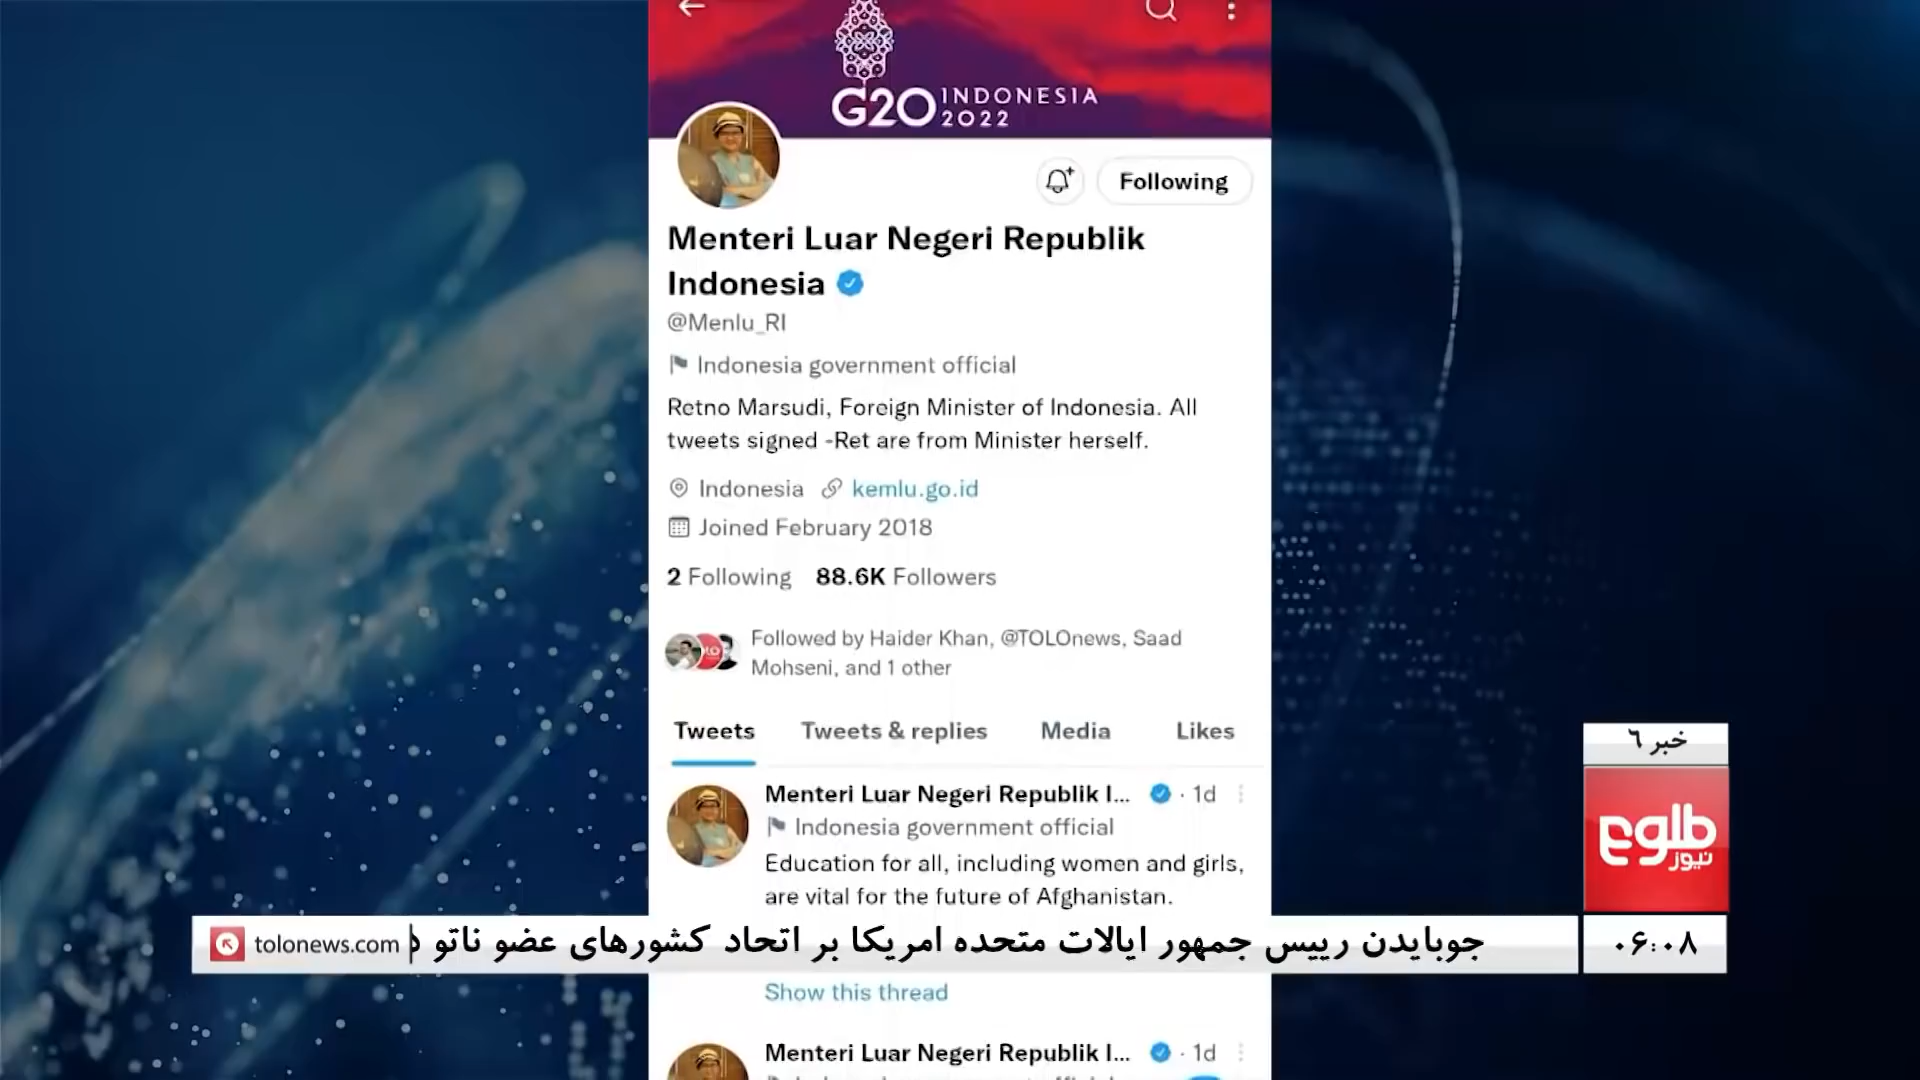 G20 INDONESIA
2022
Following
Menteri Luar Negeri Republik
Indonesia
@Menlu_RI
Indonesia government official
Retno Marsudi, Foreign Minister of Indonesia. All
tweets signed -Ret are from Minister herself.
Indonesia kemlu.go.id
Joined February 2018
2 Following 88.6K Followers
Followed by Haider Khan, @TOLOnews, Saad
Mohseni, and 1 other
Tweets Tweets & replies Media Likes
Menteri Luar Negeri Republik I... · 1d
Indonesia government official
Education for all, including women and girls,
are vital for the future of Afghanistan.
خبر ٦
طلوع
نیوز
tolonews.com
جوبایدن رییس جمهور ایالات متحده امریکا بر اتحاد کشورهای عضو ناتو
۰۶:۰۸
Show this thread
Menteri Luar Negeri Republik I... · 1d